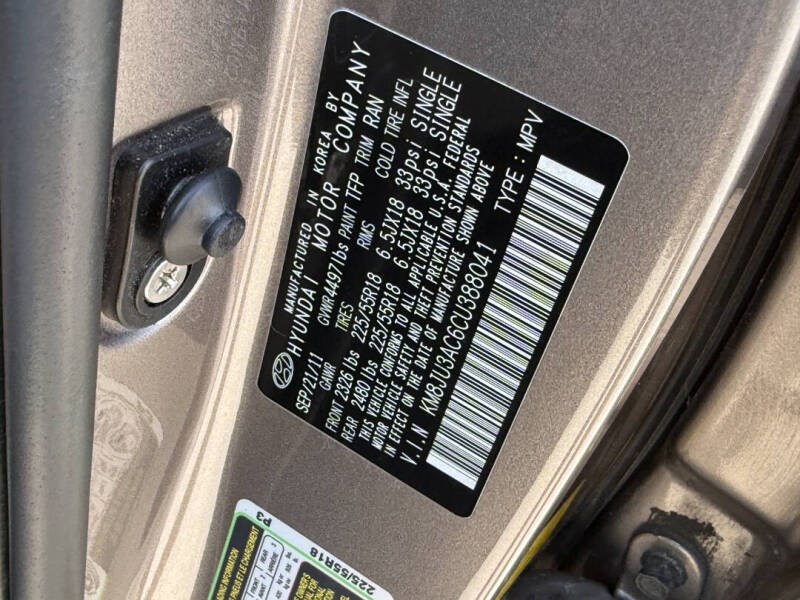 MANUFACTURED IN KOREA BY
HYUNDAI MOTOR COMPANY
SEP/21/11 GVWR 4497lbs PAINT TFP TRIM RAN
GAWR TIRES RIMS COLD TIRE INFL
FRONT 2326 lbs 225/55R18 6.5JX18 33psi SINGLE
REAR 2480 lbs 225/55R18 6.5JX18 33psi SINGLE
THIS VEHICLE CONFORMS TO ALL APPLICABLE U.S.A. FEDERAL
MOTOR VEHICLE SAFETY AND THEFT PREVENTION STANDARDS
IN EFFECT ON THE DATE OF MANUFACTURE SHOWN ABOVE
V.I.N KM8JU3AC6CU388041 TYPE : MPV
P3
225/55R18